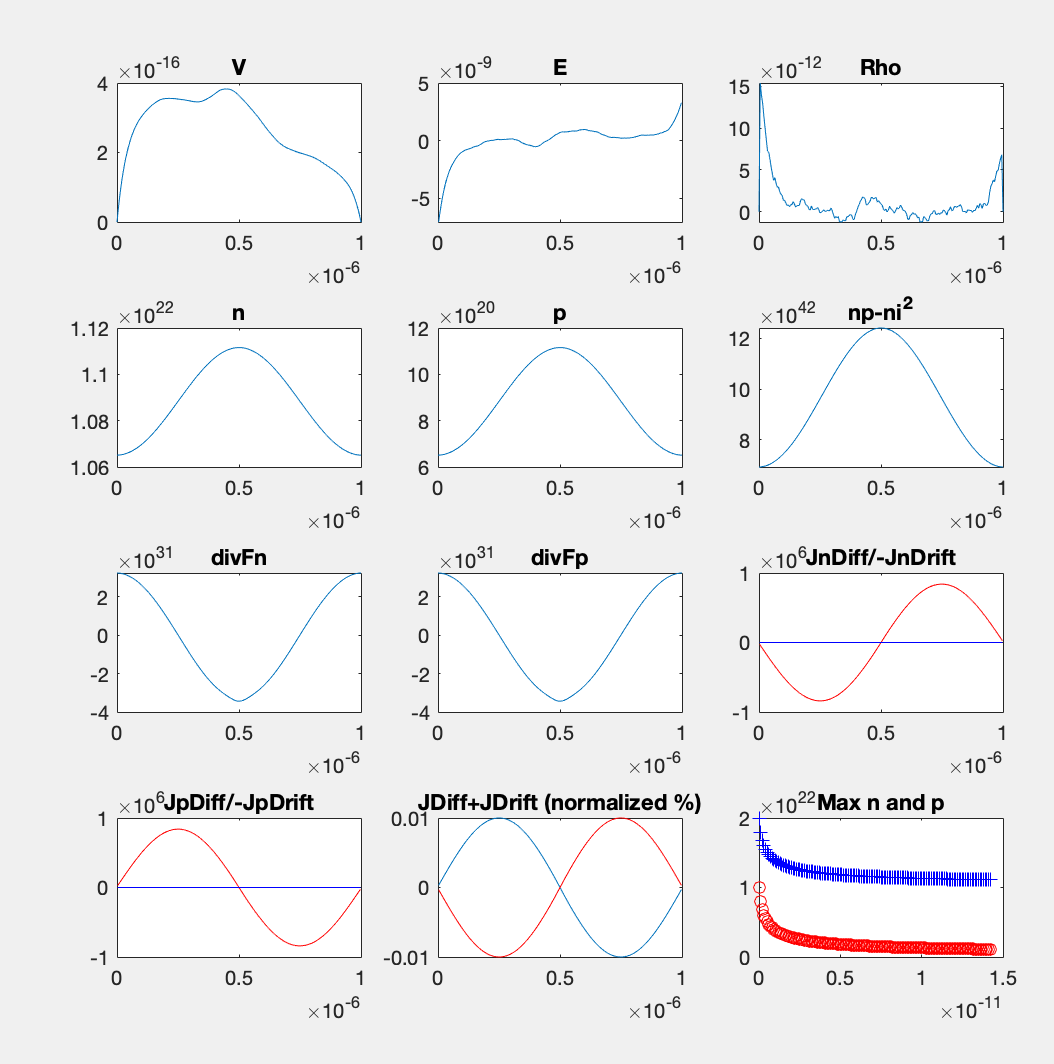 ×10-16 V
4
2
0
0 0.5 1
×10-6
×10-9 E
5
0
-5
0 0.5 1
×10-6
×10-12 Rho
15
10
5
0
0 0.5 1
×10-6
×1022 n
1.12
1.1
1.08
1.06
0 0.5 1
×10-6
×1020 p
12
10
8
6
0 0.5 1
×10-6
×1042 np-ni2
12
10
8
0 0.5 1
×10-6
×1031 divFn
2
0
-2
-4
0 0.5 1
×10-6
×1031 divFp
2
0
-2
-4
0 0.5 1
×10-6
×106 JnDiff/-JnDrift
1
0
-1
0 0.5 1
×10-6
×106 JpDiff/-JpDrift
1
0
-1
0 0.5 1
×10-6
JDiff+JDrift (normalized %)
0.01
0
-0.01
0 0.5 1
×10-6
×1022 Max n and p
2
1
0
0 0.5 1 1.5
×10-11